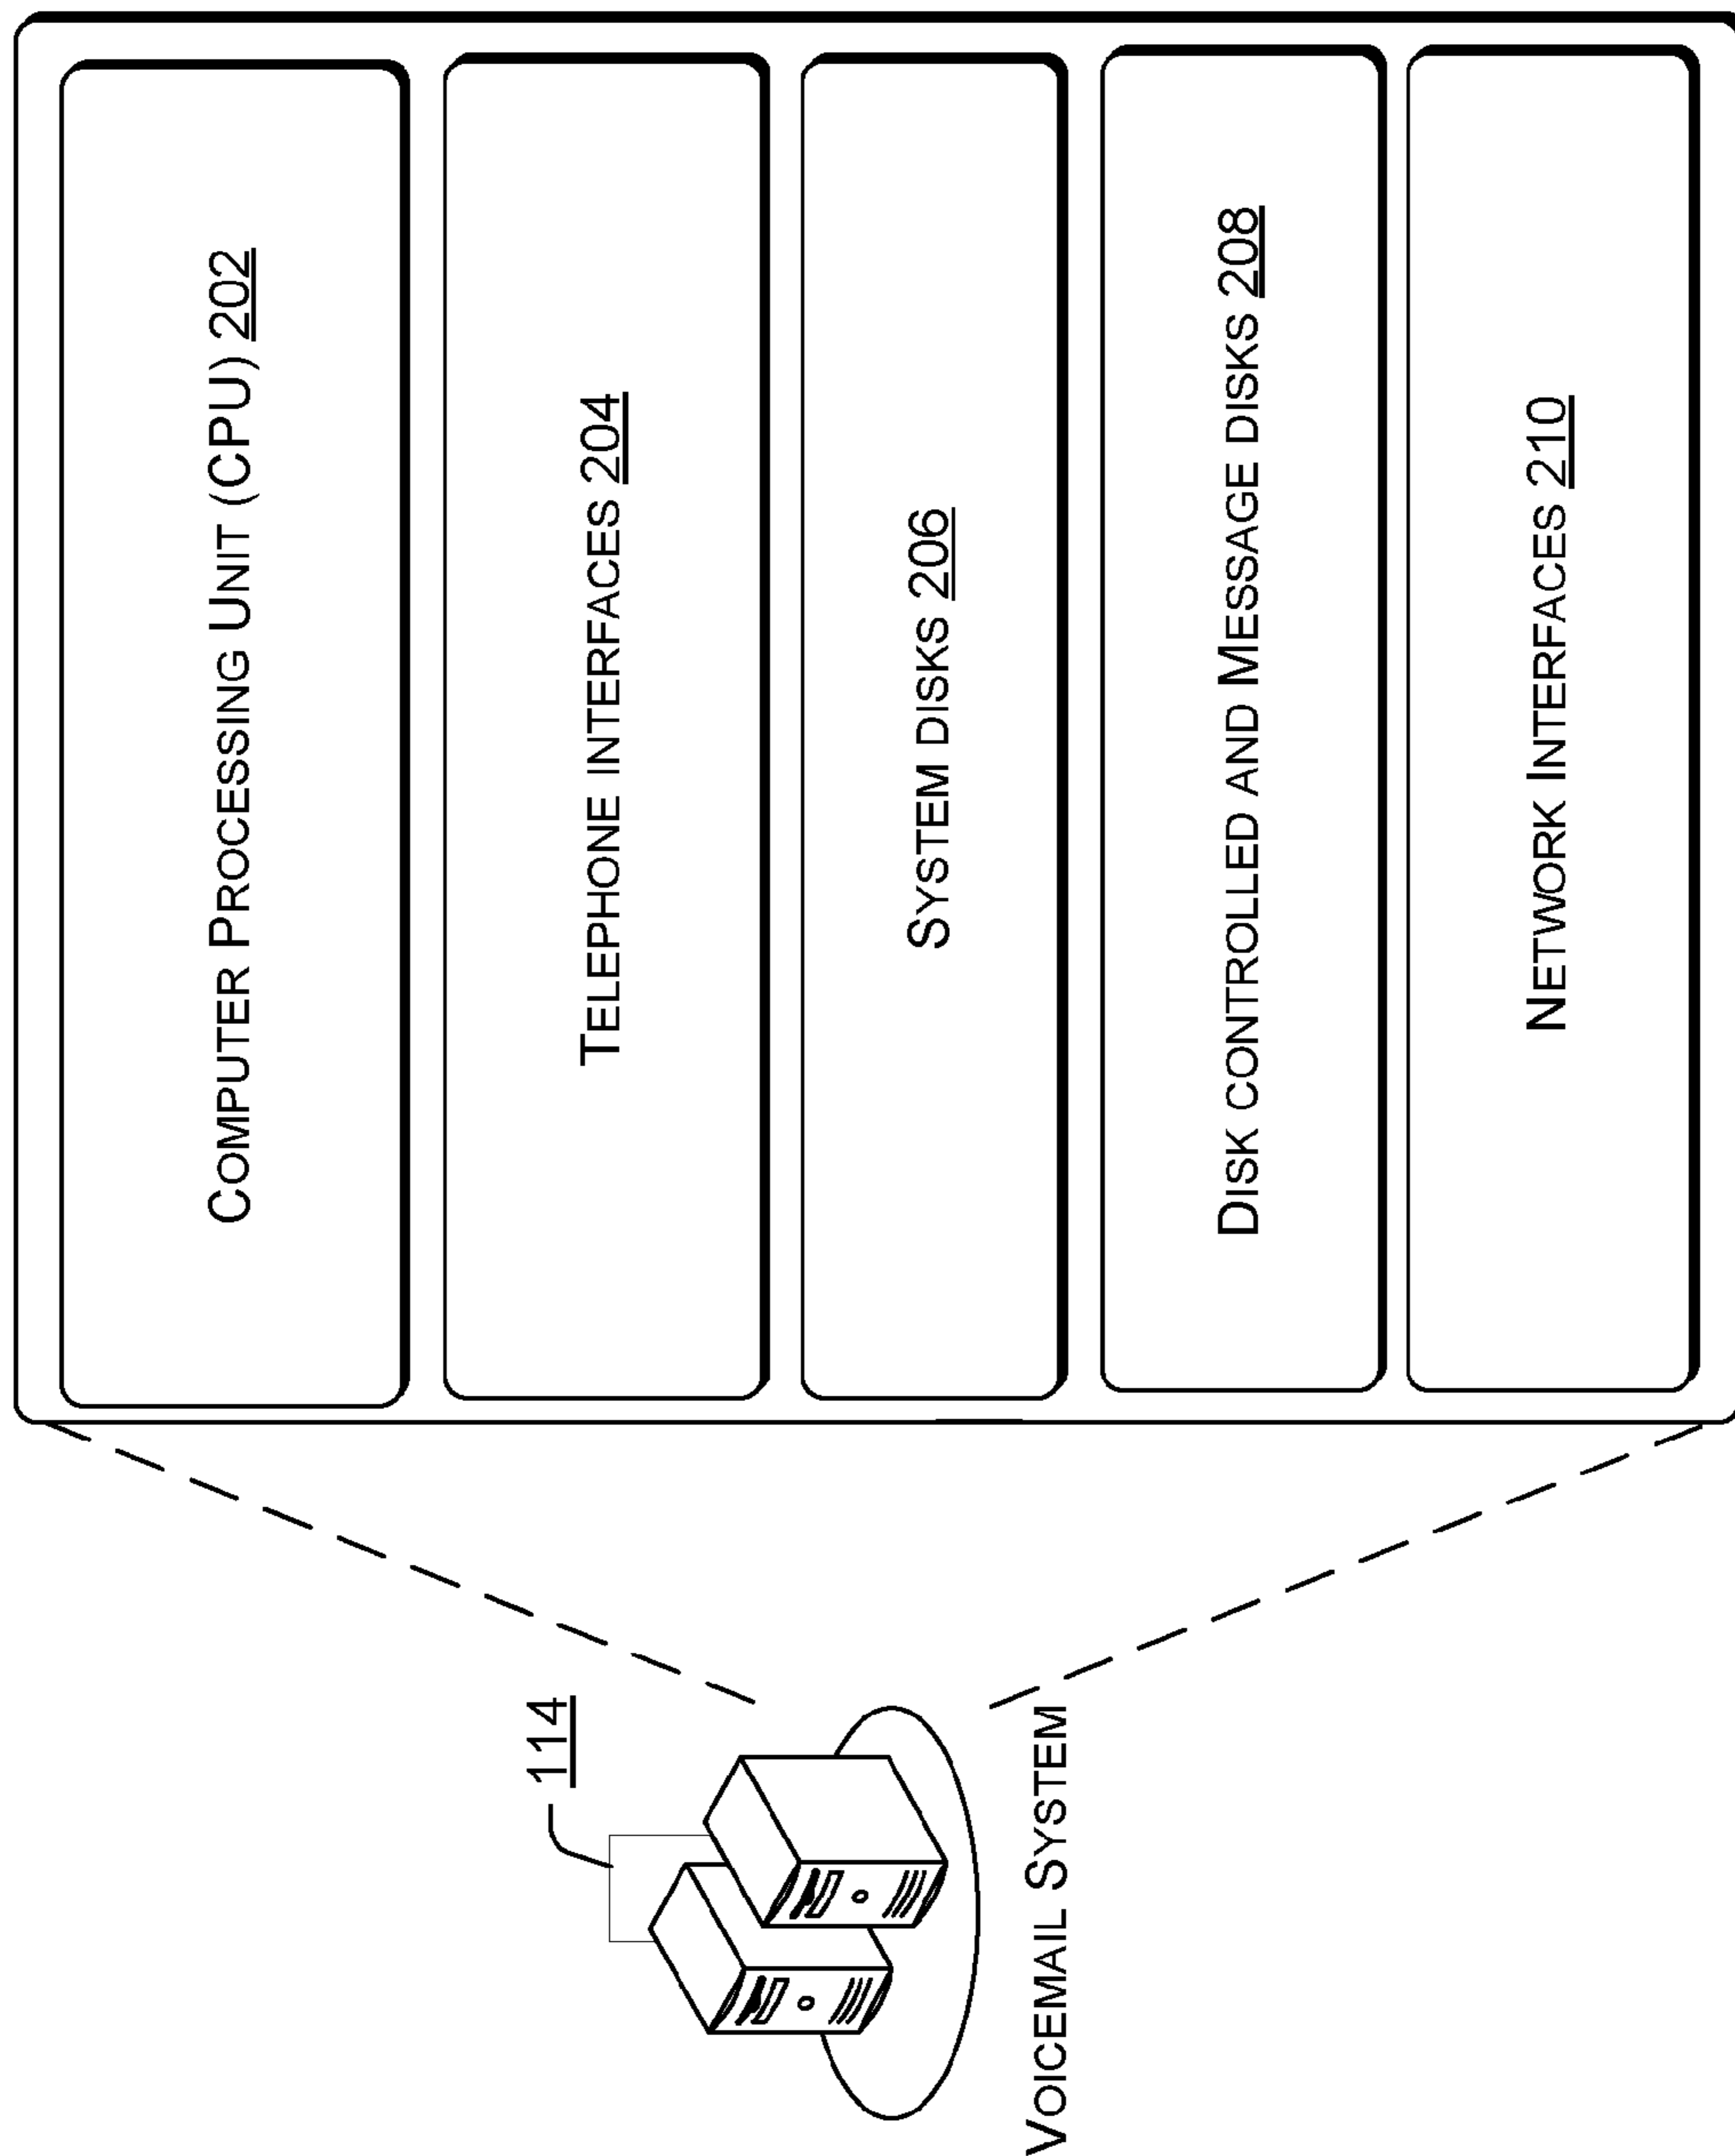 114
Voicemail System
Computer Processing Unit (CPU) 202
Telephone interfaces 204
System disks 206
Disk controlled and Message disks 208
Network Interfaces 210